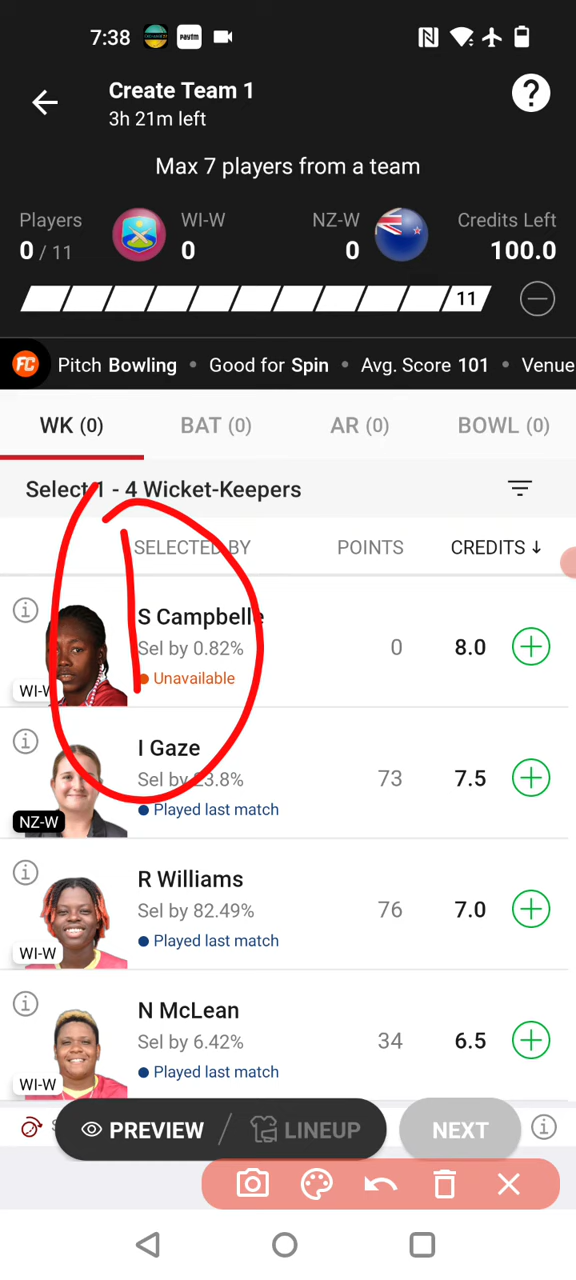 7:38 paytm
Create Team 1
3h 21m left
Max 7 players from a team
Players WI-W NZ-W Credits Left
0 / 11 0 0 100.0
11
FC Pitch Bowling • Good for Spin • Avg. Score 101 • Venue
WK (0) BAT (0) AR (0) BOWL (0)
Select 1 - 4 Wicket-Keepers
SELECTED BY POINTS CREDITS ↓
S Campbelle
Sel by 0.82% 0 8.0
Unavailable
WI-W
I Gaze
Sel by 23.8% 73 7.5
Played last match
NZ-W
R Williams
Sel by 82.49% 76 7.0
Played last match
WI-W
N McLean
Sel by 6.42% 34 6.5
Played last match
WI-W
PREVIEW / LINEUP NEXT